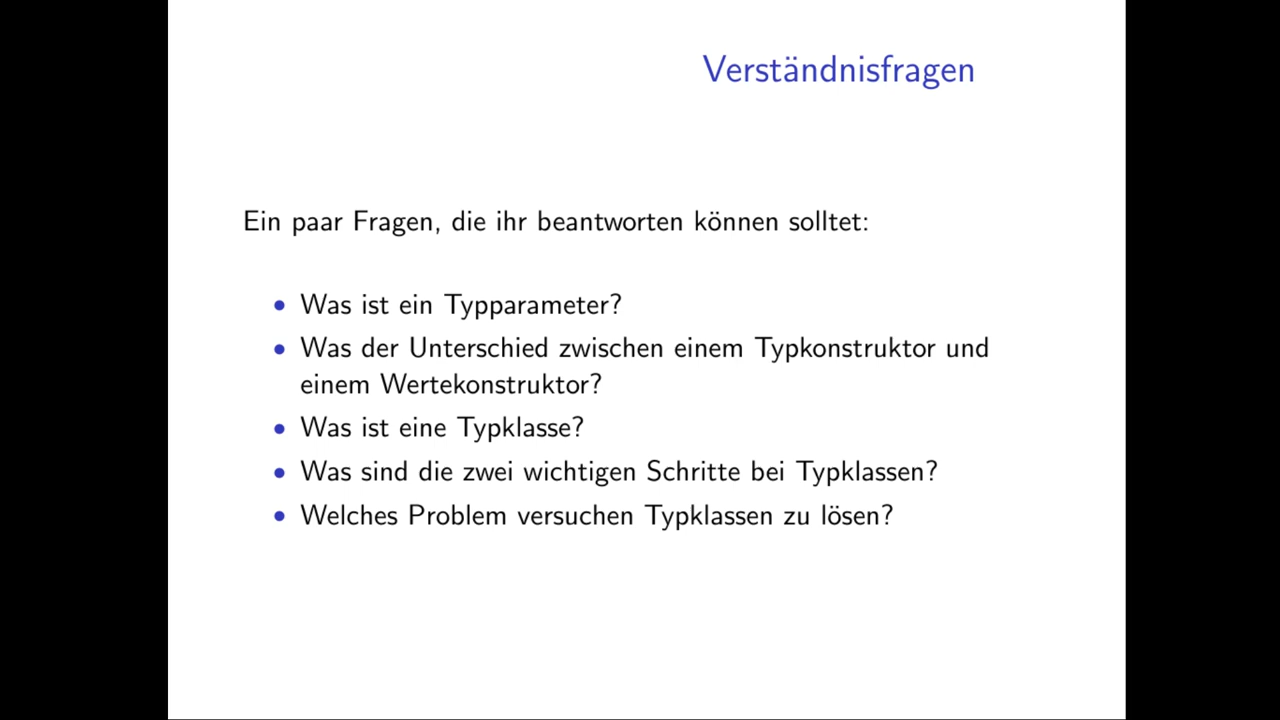 Verständnisfragen
Ein paar Fragen, die ihr beantworten können solltet:
• Was ist ein Typparameter?
• Was der Unterschied zwischen einem Typkonstruktor und
einem Wertekonstruktor?
• Was ist eine Typklasse?
• Was sind die zwei wichtigen Schritte bei Typklassen?
• Welches Problem versuchen Typklassen zu lösen?